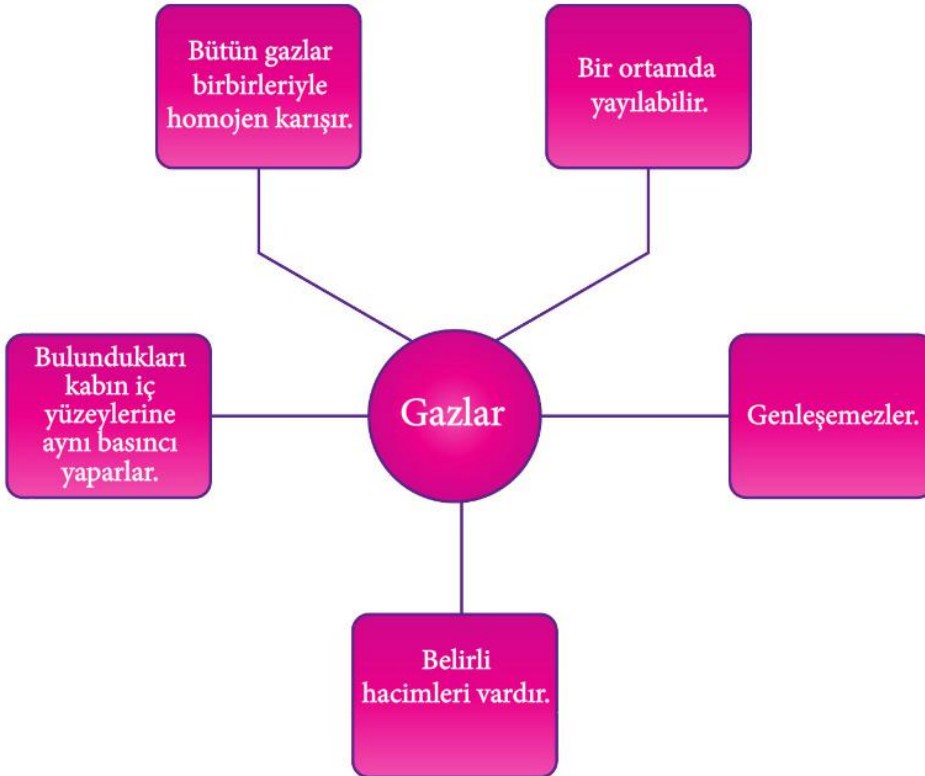 Bütün gazlar
birbirleriyle
homojen karışır.
Bir ortamda
yayılabilir.
Bulundukları
kabın iç
yüzeylerine
aynı basıncı
yaparlar.
Gazlar
Genleşemezler.
Belirli
hacimleri vardır.